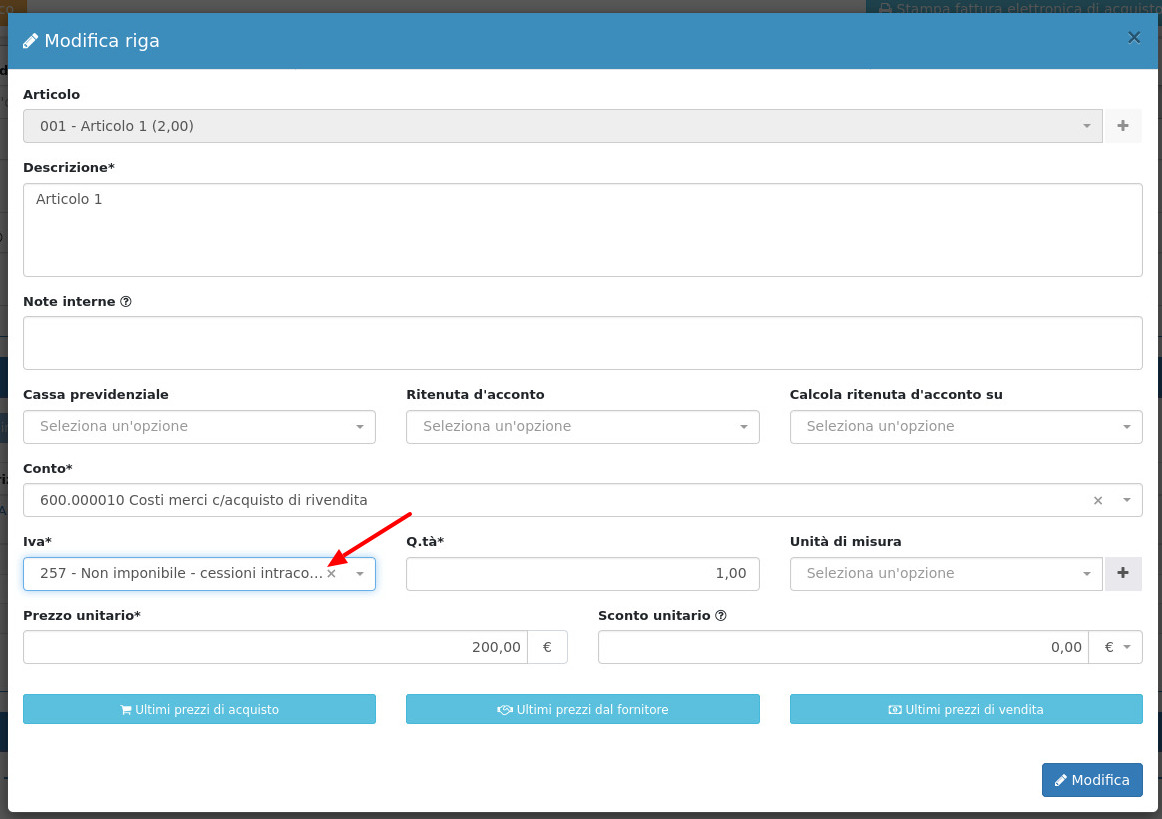 Stampa fattura elettronica di acquisto
Modifica riga
×
Articolo
001 - Articolo 1 (2,00)
+
Descrizione*
Articolo 1
Note interne
Cassa previdenziale
Ritenuta d'acconto
Calcola ritenuta d'acconto su
Seleziona un'opzione
Seleziona un'opzione
Seleziona un'opzione
Conto*
600.000010 Costi merci c/acquisto di rivendita
×
Iva*
Q.tà*
Unità di misura
257 - Non imponibile - cessioni intraco... ×
1,00
Seleziona un'opzione
+
Prezzo unitario*
Sconto unitario
200,00 €
0,00 €
Ultimi prezzi di acquisto
Ultimi prezzi dal fornitore
Ultimi prezzi di vendita
Modifica